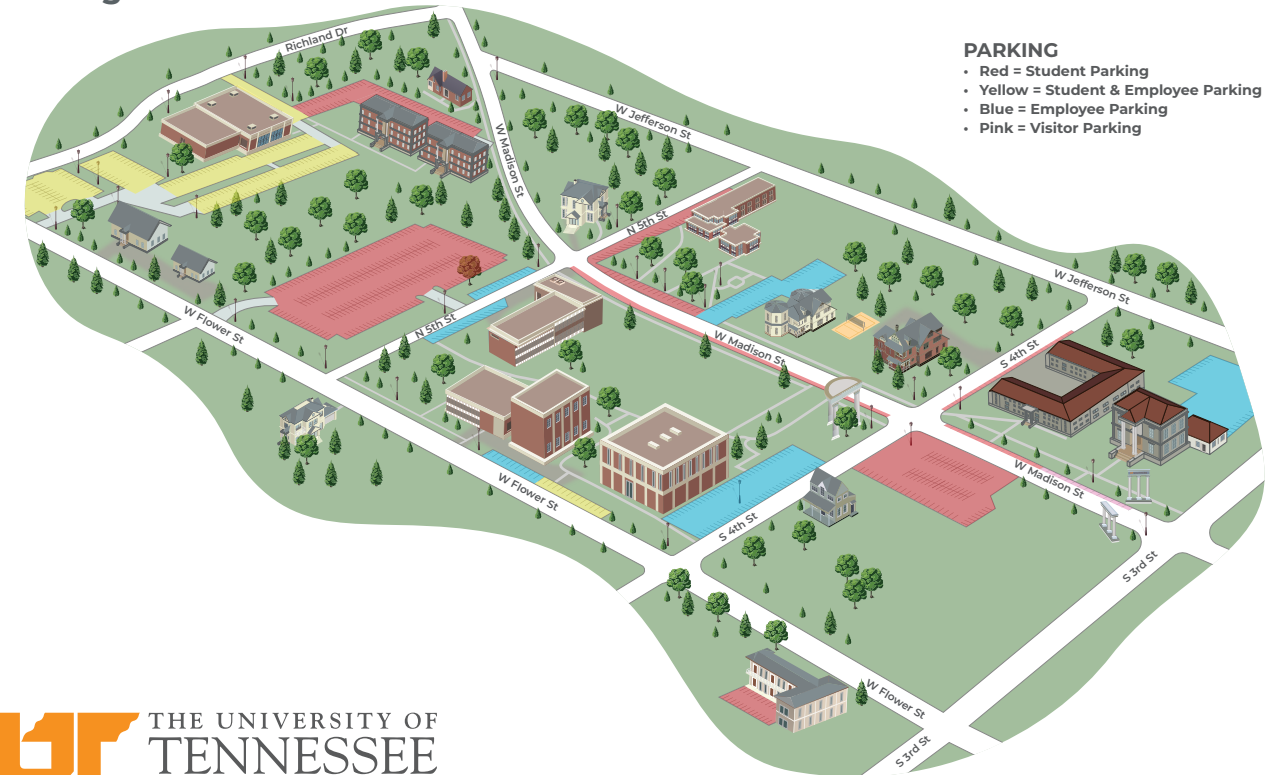 PARKING
• Red = Student Parking
• Yellow = Student & Employee Parking
• Blue = Employee Parking
• Pink = Visitor Parking
Richland Dr
W Jefferson St
W Madison St
N 5th St
W Jefferson St
W Flower St
N 5th St
W Madison St
S 4th St
W Madison St
W Flower St
S 4th St
S 3rd St
W Flower St
S 3rd St
THE UNIVERSITY OF
TENNESSEE